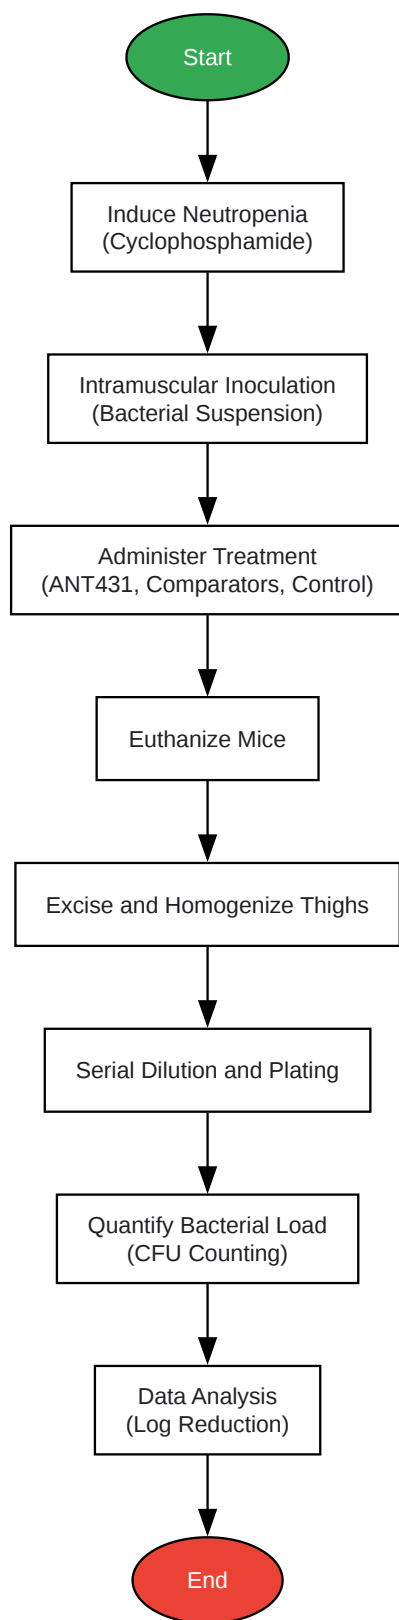 Start
Induce Neutropenia
(Cyclophosphamide)
Intramuscular Inoculation
(Bacterial Suspension)
Administer Treatment
(ANT431, Comparators, Control)
Euthanize Mice
Excise and Homogenize Thighs
Serial Dilution and Plating
Quantify Bacterial Load
(CFU Counting)
Data Analysis
(Log Reduction)
End